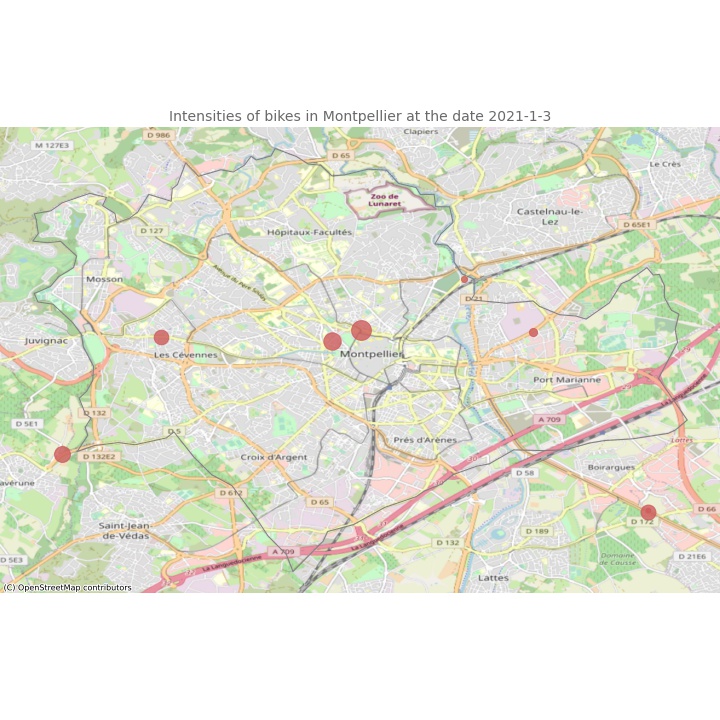 Intensities of bikes in Montpellier at the date 2021-1-3
Clapiers
D 986
M 127E3
D 65
Le Crès
Zoo de
Lunaret
Castelnau-le-
Lez
D 65E1
D 127
Hôpitaux-Facultés
Mosson
D 21
Juvignac
Les Cévennes
Montpellier
Port Marianne
D 132
D 5E1
A 709
D 5
Prés d'Arènes
Lattes
D 132E2
Croix d'Argent
Boirargues
D 58
D 612
D 65
D 66
D 172
Saint-Jean-
de-Védas
D 189
D 132
A 709
La Languedocienne
Domaine
de Couss
D 21E6
D 5E3
(C) OpenStreetMap contributors